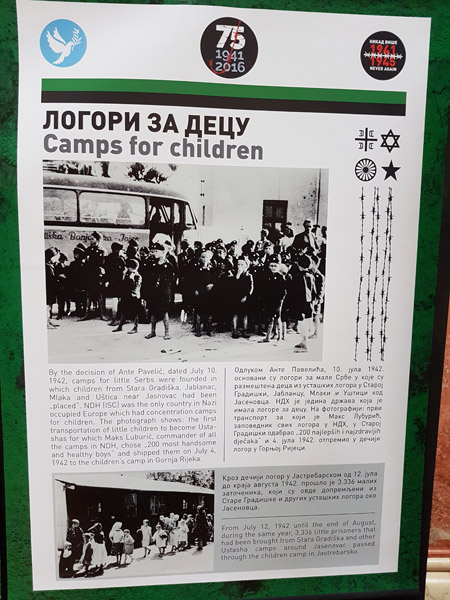 75
1941
2016
НИКАД ВИШЕ
1941
1945
NEVER AGAIN
ЛОГОРИ ЗА ДЕЦУ
Camps for children
By the decision of Ante Pavelić, dated July 10,
1942, camps for little Serbs were founded in
which children from Stara Gradiška, Jablanac,
Mlaka and Uštica near Jasnovac had been
„placed". NDH (ISC) was the only country in Nazi
occupied Europe which had concentration camps
for children. The photograph shows: the first
transportation of little children to become Usta-
shas for which Maks Luburić, commander of all
the camps in NDH, chose „200 most handsome
and healthy boys" and shipped them on July 4,
1942 to the children's camp in Gornja Rijeka.
Одлуком Анте Павелића, 10. јула 1942.
основани су логори за мале Србе у које су
размештена деца из усташких логора у Старој
Градишки, Јабланцу, Млаки и Уштици код
Јасеновца. НДХ је једина држава која је
имала логоре за децу. На фотографији: први
транспорт за који је Макс Лубурић,
заповедник свих логора у НДХ, у Старој
Градишки одабрао „200 најлепših i najzdravijih
dječaka" и 4. јула 1942. отпремио у дечији
логор у Горњој Ријеци.
Кроз дечији логор у Јастребарском од 12. јула
до краја августа 1942. прошло је 3.336 малих
заточеника, који су овде допремљени из
Старе Градишке и других усташких логора око
Јасеновца.
From July 12, 1942 until the end of August,
during the same year, 3,336 little prisoners that
had been brought from Stara Gradiška and other
Ustasha camps around Jasenovac passed
through the children camp in Jastrebarsko.